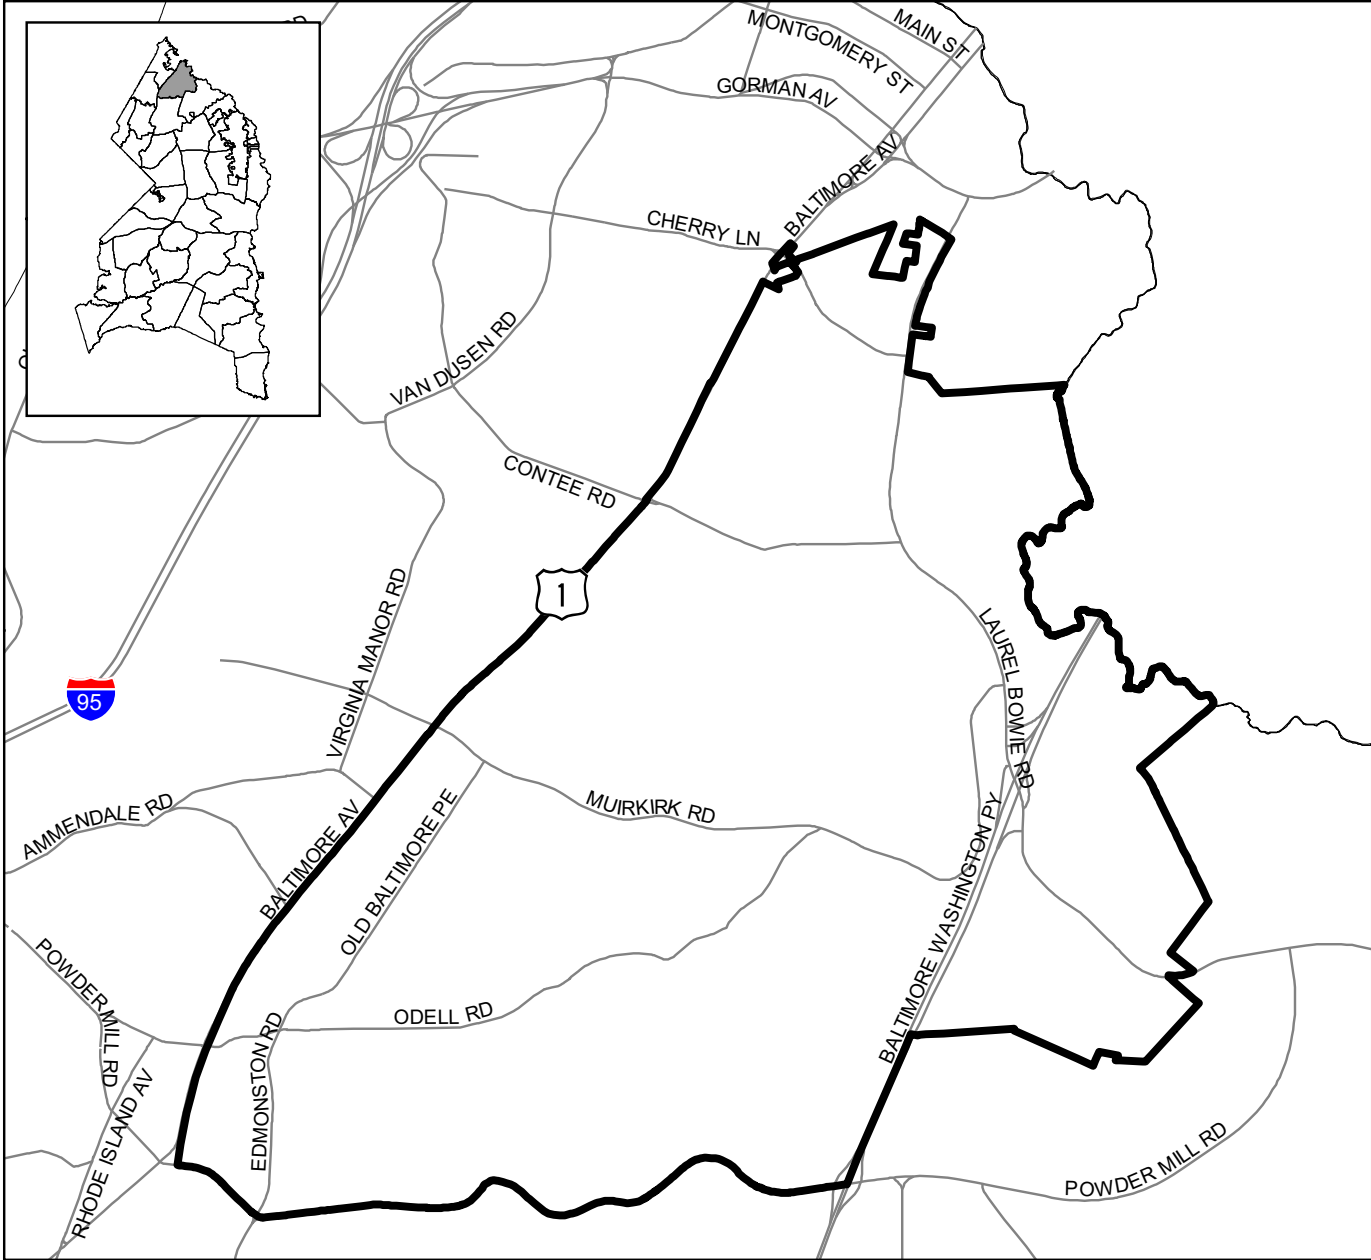 MAIN ST
MONTGOMERY ST
GORMAN AV
BALTIMORE AV
CHERRY LN
VAN DUSEN RD
CONTEE RD
1
VIRGINIA MANOR RD
LAUREL BOWIE RD
95
AMMENDALE RD
BALTIMORE AV
OLD BALTIMORE PE
MUIRKIRK RD
BALTIMORE WASHINGTON PY
POWDER MILL RD
ODELL RD
EDMONSTON RD
RHODE ISLAND AV
POWDER MILL RD